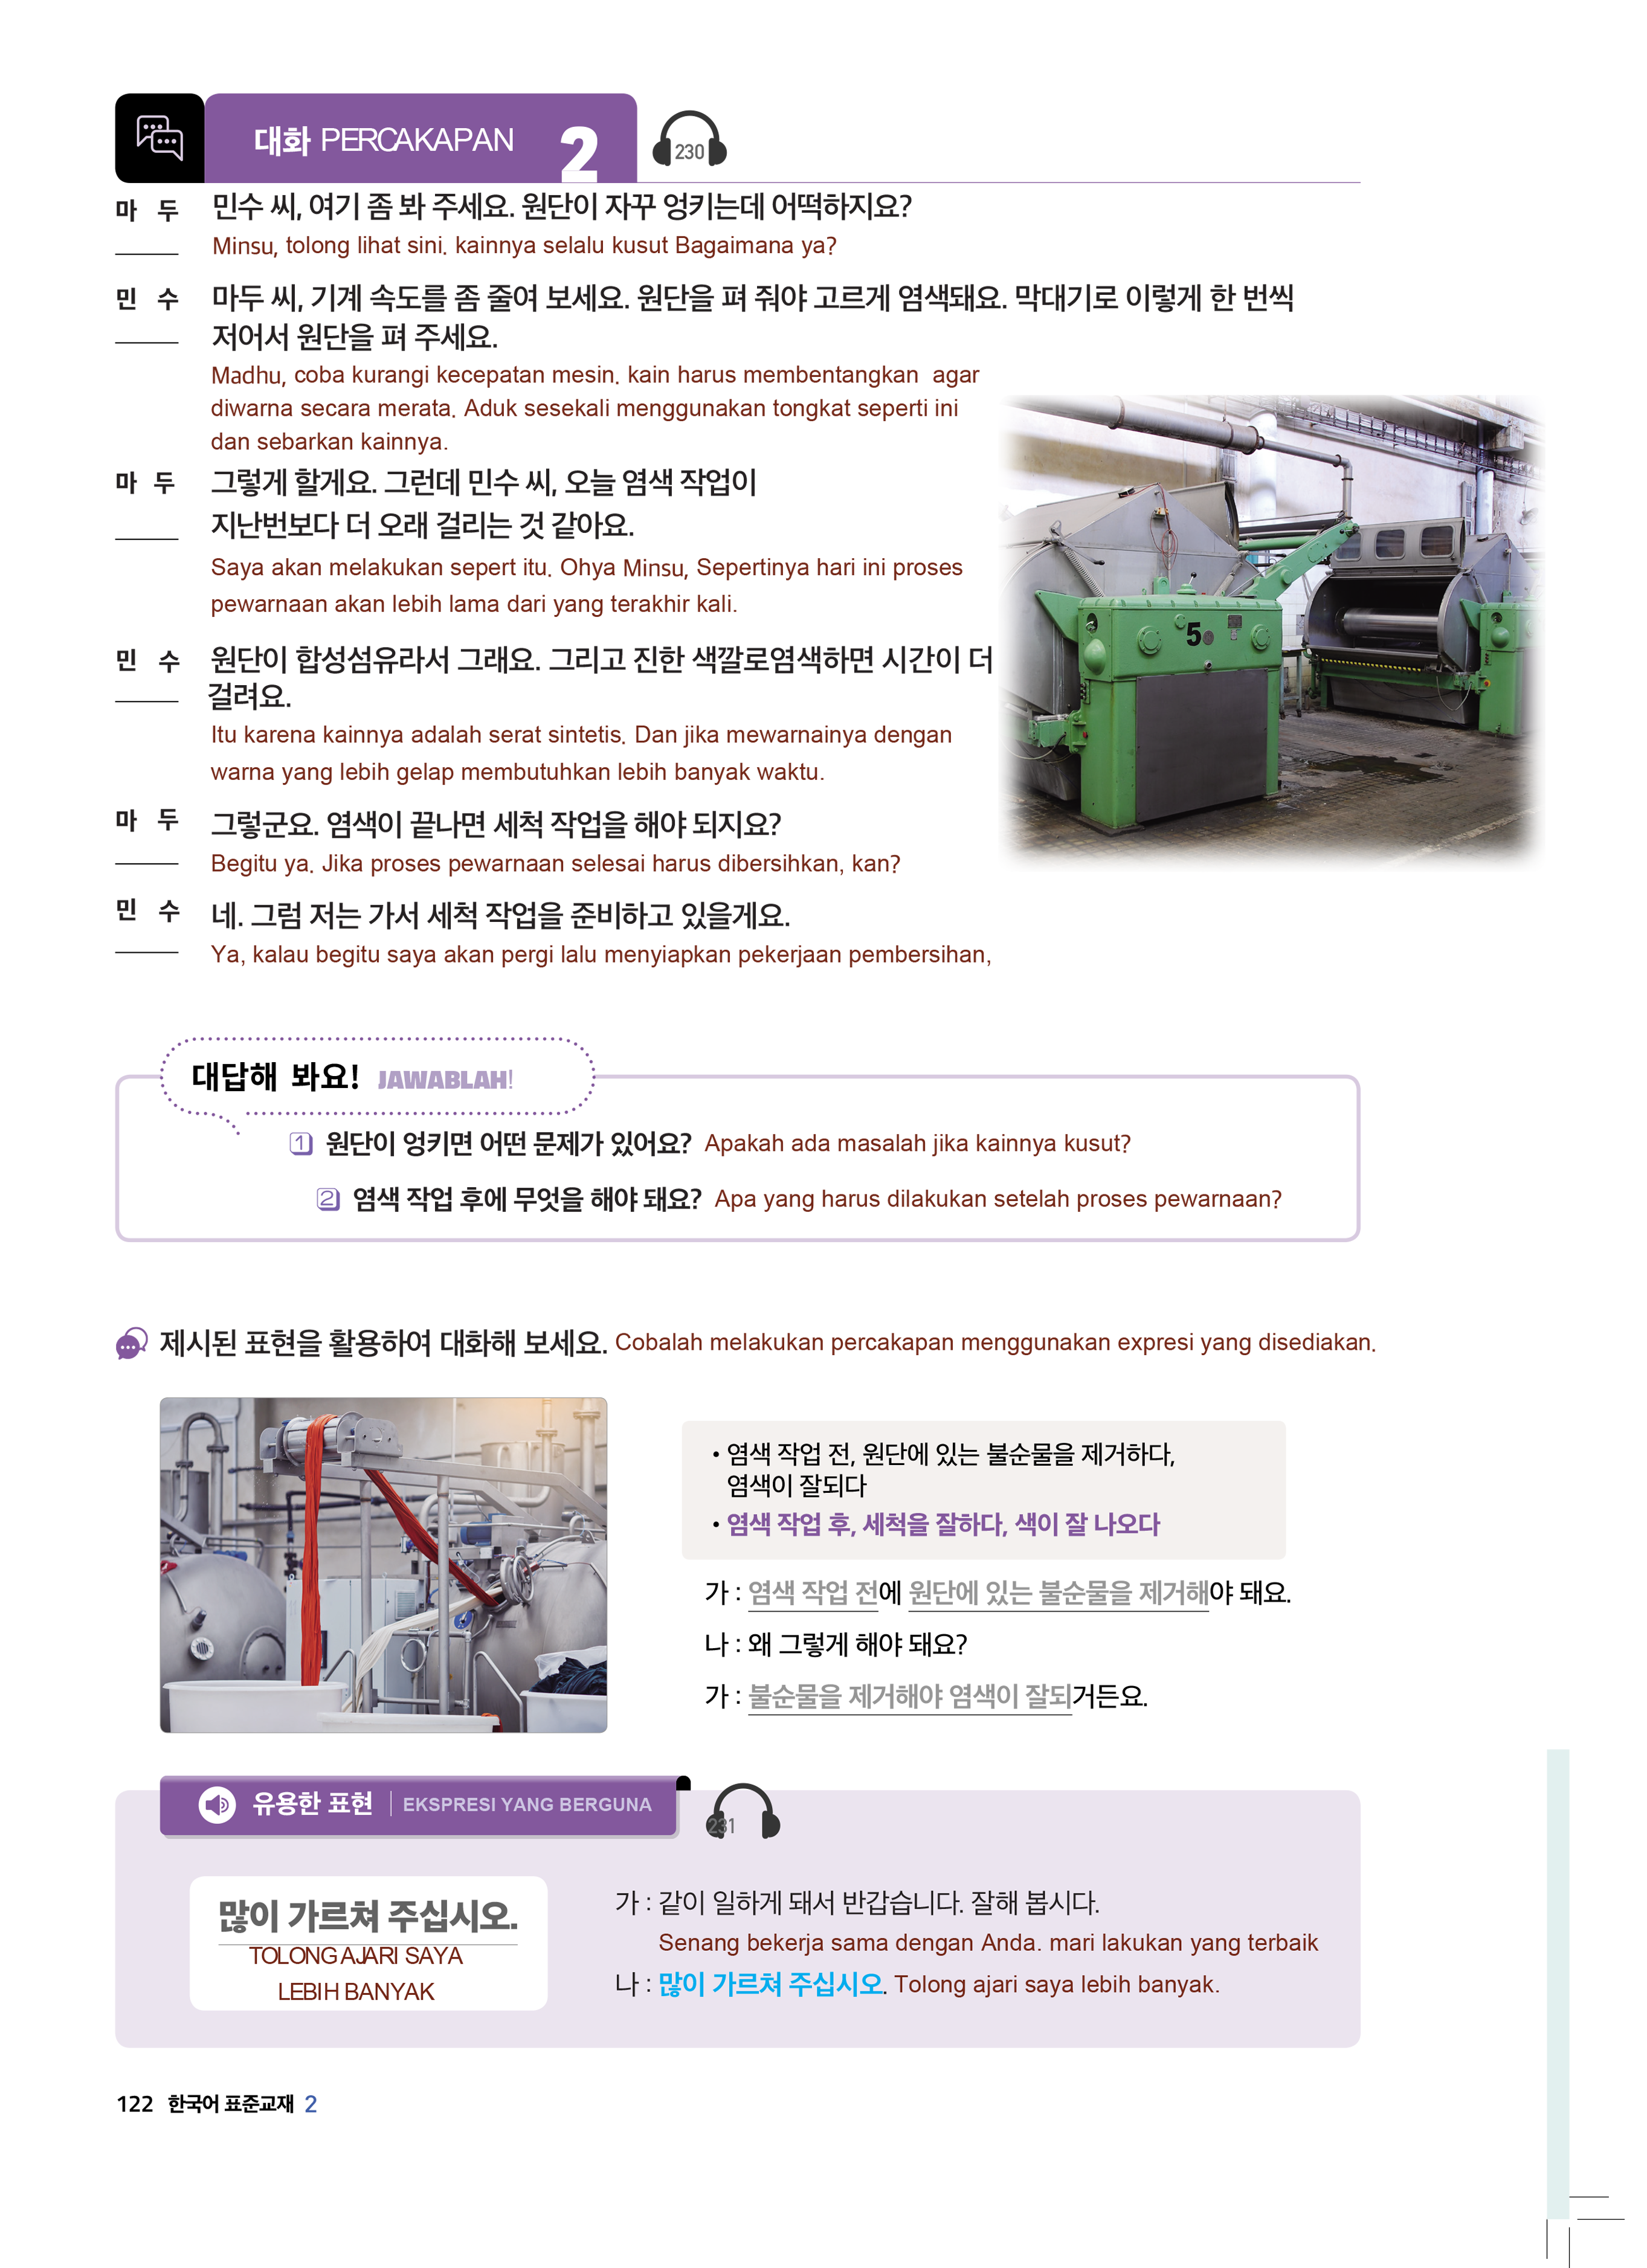 대화 PERCAKAPAN 2
230
마 두 민수 씨, 여기 좀 봐 주세요. 원단이 자꾸 엉키는데 어떡하지요?
Minsu, tolong lihat sini. kainnya selalu kusut Bagaimana ya?
민 수 마두 씨, 기계 속도를 좀 줄여 보세요. 원단을 펴 줘야 고르게 염색돼요. 막대기로 이렇게 한 번씩
저어서 원단을 펴 주세요.
Madhu, coba kurangi kecepatan mesin. kain harus membentangkan agar
diwarna secara merata. Aduk sesekali menggunakan tongkat seperti ini
dan sebarkan kainnya.
마 두 그렇게 할게요. 그런데 민수 씨, 오늘 염색 작업이
지난번보다 더 오래 걸리는 것 같아요.
Saya akan melakukan sepert itu. Ohya Minsu, Sepertinya hari ini proses
pewarnaan akan lebih lama dari yang terakhir kali.
민 수 원단이 합성섬유라서 그래요. 그리고 진한 색깔로염색하면 시간이 더
걸려요.
Itu karena kainnya adalah serat sintetis. Dan jika mewarnainya dengan
warna yang lebih gelap membutuhkan lebih banyak waktu.
마 두 그렇군요. 염색이 끝나면 세척 작업을 해야 되지요?
Begitu ya. Jika proses pewarnaan selesai harus dibersihkan, kan?
민 수 네. 그럼 저는 가서 세척 작업을 준비하고 있을게요.
Ya, kalau begitu saya akan pergi lalu menyiapkan pekerjaan pembersihan,
5
대답해 봐요! JAWABLAH!
1 원단이 엉키면 어떤 문제가 있어요? Apakah ada masalah jika kainnya kusut?
2 염색 작업 후에 무엇을 해야 돼요? Apa yang harus dilakukan setelah proses pewarnaan?
제시된 표현을 활용하여 대화해 보세요. Cobalah melakukan percakapan menggunakan expresi yang disediakan.
• 염색 작업 전, 원단에 있는 불순물을 제거하다,
염색이 잘되다
• 염색 작업 후, 세척을 잘하다, 색이 잘 나오다
가 : 염색 작업 전에 원단에 있는 불순물을 제거해야 돼요.
나 : 왜 그렇게 해야 돼요?
가 : 불순물을 제거해야 염색이 잘되거든요.
유용한 표현 | EKSPRESI YANG BERGUNA
231
많이 가르쳐 주십시오.
TOLONG AJARI SAYA
LEBIH BANYAK
가 : 같이 일하게 돼서 반갑습니다. 잘해 봅시다.
Senang bekerja sama dengan Anda. mari lakukan yang terbaik
나 : 많이 가르쳐 주십시오. Tolong ajari saya lebih banyak.
122 한국어 표준교재 2